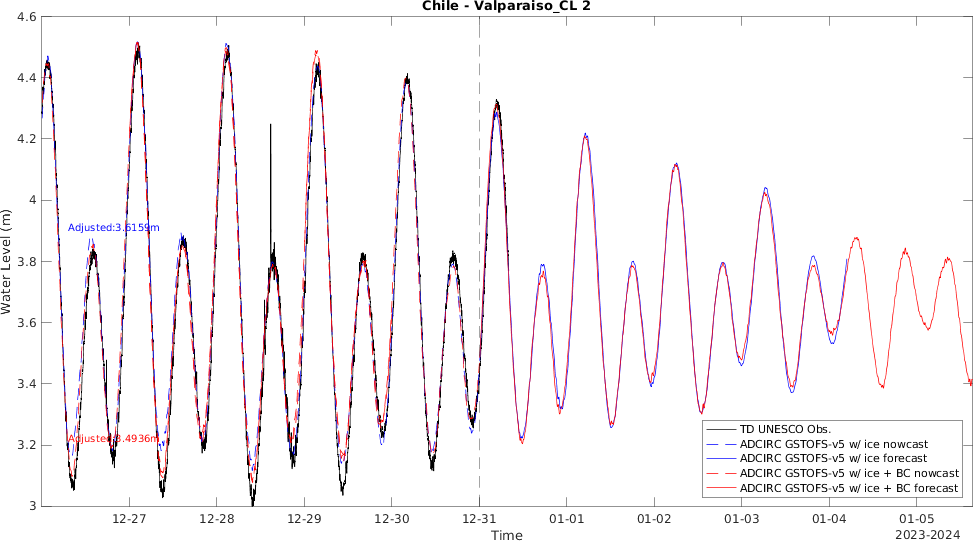 Chile - Valparaiso_CL 2
4.6
4.4
4.2
4
3.8
3.6
3.4
3.2
3
Water Level (m)
Adjusted:3.6159m
Adjusted:3.4936m
TD UNESCO Obs.
ADCIRC GSTOFS-v5 w/ ice nowcast
ADCIRC GSTOFS-v5 w/ ice forecast
ADCIRC GSTOFS-v5 w/ ice + BC nowcast
ADCIRC GSTOFS-v5 w/ ice + BC forecast
12-27 12-28 12-29 12-30 12-31 01-01 01-02 01-03 01-04 01-05
Time
2023-2024